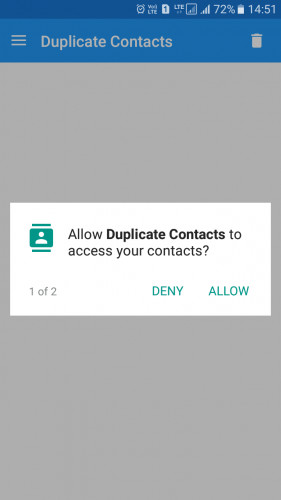 Vo) LTE 1 LTE 72% 14:51
Duplicate Contacts
Allow Duplicate Contacts to
access your contacts?
1 of 2 DENY ALLOW